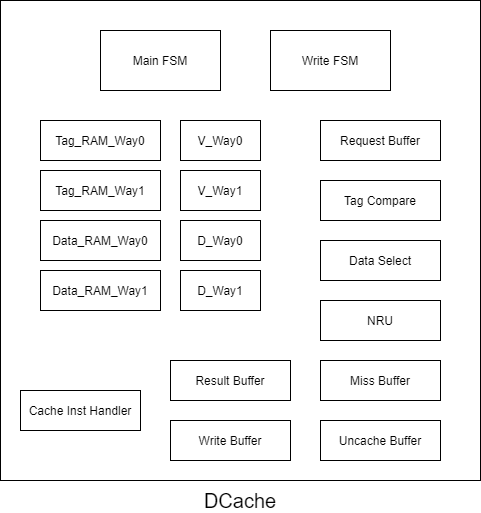 Main FSM
Write FSM
Tag_RAM_Way0
V_Way0
Request Buffer
Tag_RAM_Way1
V_Way1
Tag Compare
Data_RAM_Way0
D_Way0
Data Select
Data_RAM_Way1
D_Way1
NRU
Result Buffer
Miss Buffer
Cache Inst Handler
Write Buffer
Uncache Buffer
DCache